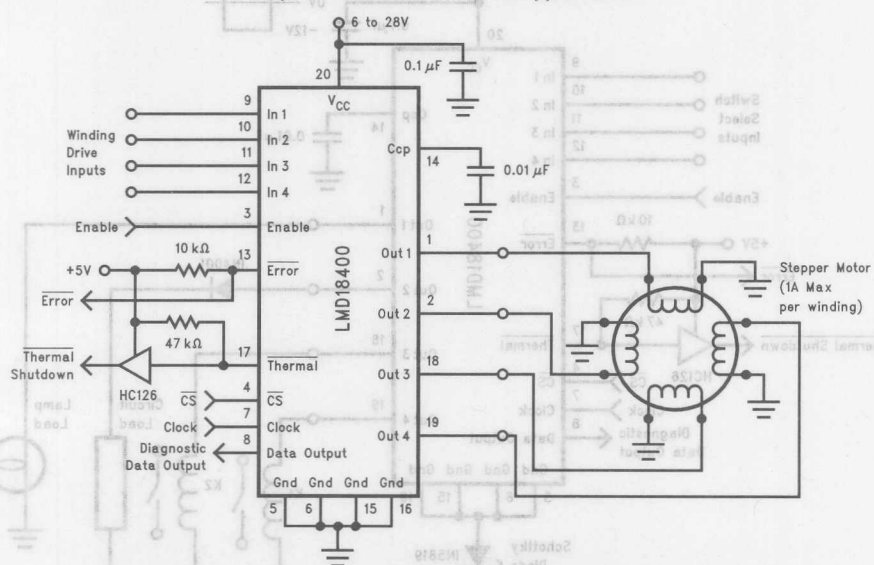 6 to 28V
20
0.1 µF
VCC
9
In 1
Winding
Drive
Inputs
10
In 2
11
In 3
12
In 4
Ccp
14
0.01 µF
3
Enable
Enable
10 kΩ
13
+5V
Error
Error
47 kΩ
17
Thermal
Thermal
Shutdown
HC126
4
CS
CS
7
Clock
Clock
8
Diagnostic
Data Output
Data Output
LMD18400
1
Out 1
2
Out 2
18
Out 3
19
Out 4
Stepper Motor
(1A Max
per winding)
Gnd Gnd Gnd Gnd
5 6 15 16